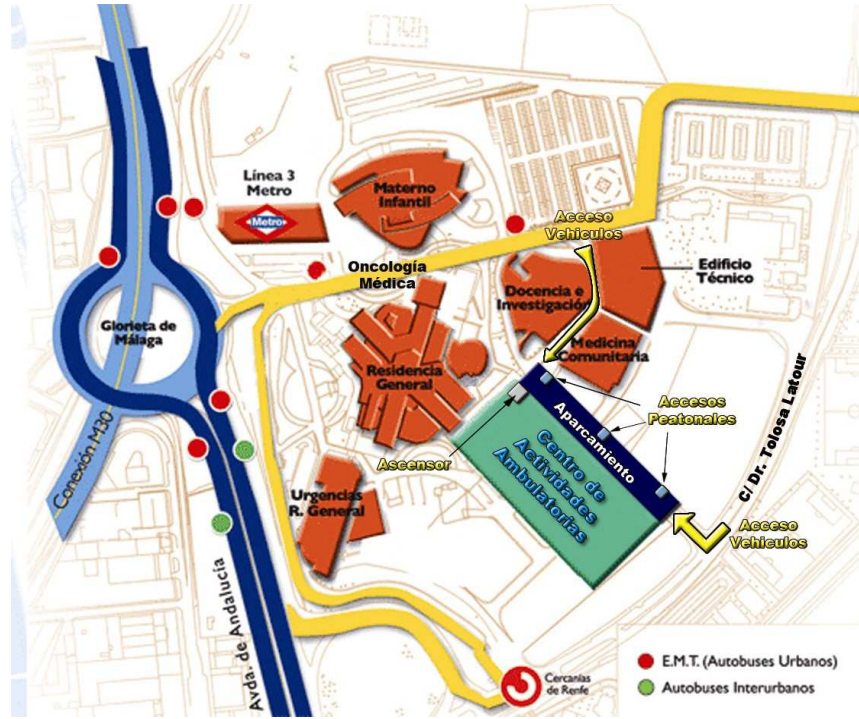 Línea 3
Metro
Metro
Materno
Infantil
Acceso
Vehiculos
Oncología
Médica
Edificio
Técnico
Docencia e
Investigación
Glorieta de
Málaga
Medicina
Comunitaria
Residencia
General
Accesos
Peatonales
Aparcamiento
Ascensor
Centro de
Actividades
Ambulatorias
C/ Dr. Tolosa Latour
Conexión M30
Urgencias
R. General
Acceso
Vehiculos
Avda. de Andalucía
Cercanías
de Renfe
E.M.T. (Autobuses Urbanos)
Autobuses Interurbanos